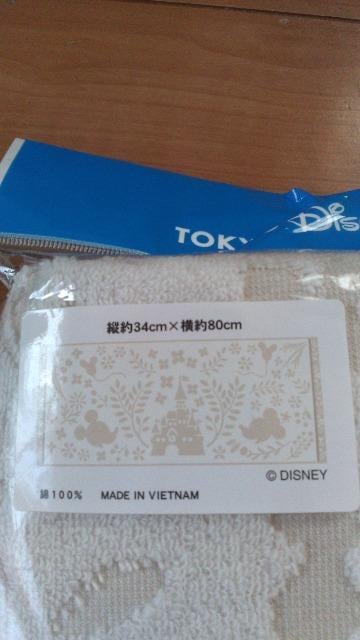 TOKY Dis
縦約34cm×横約80cm
© DISNEY
綿100% MADE IN VIETNAM